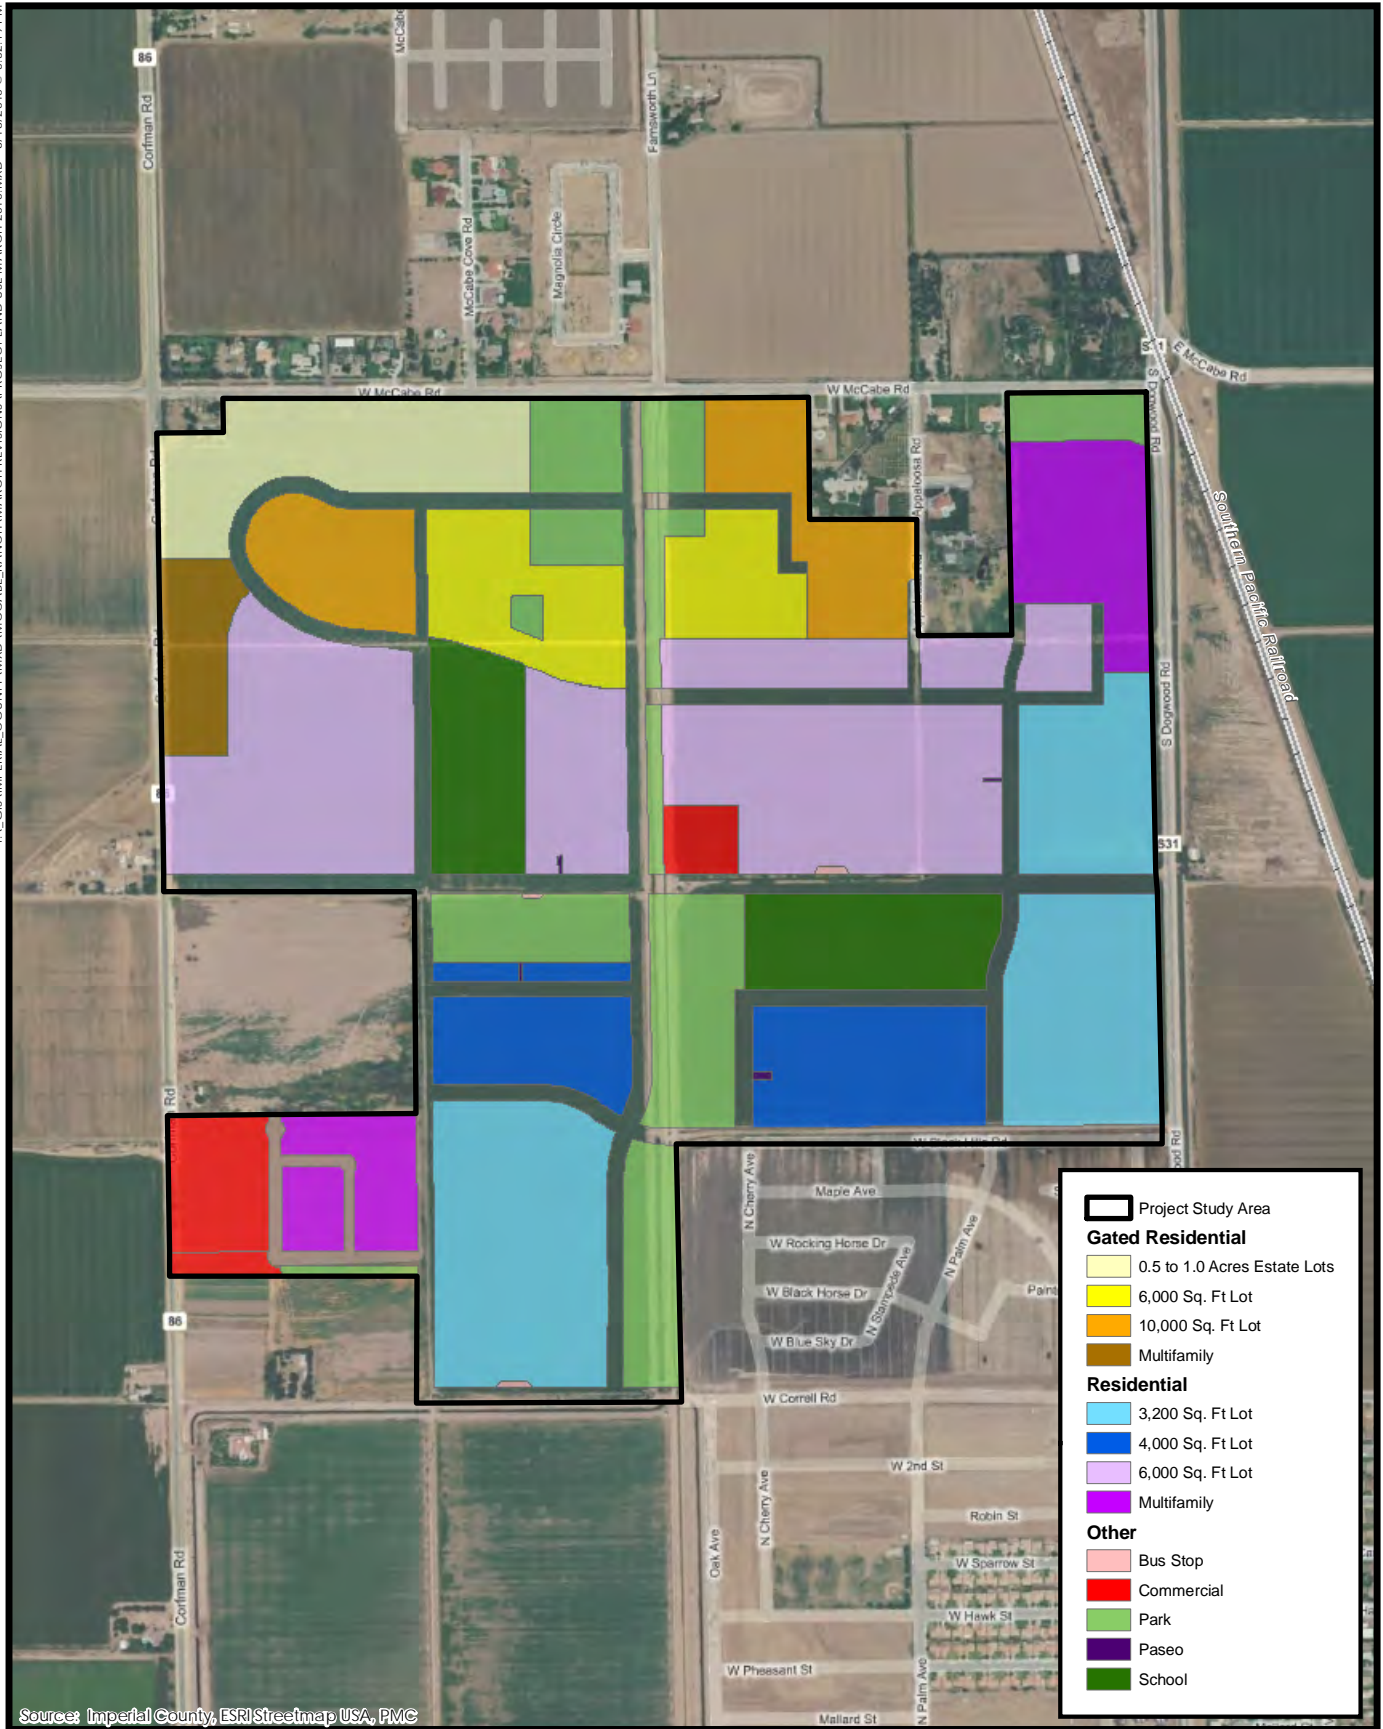 86
Corfman Rd
McCabe
Farnsworth Ln
McCabe Cove Rd
Magnolia Circle
W McCabe Rd
W McCabe Rd
S31
E McCabe Rd
S Dogwood Rd
Appaloosa Rd
Southern Pacific Railroad
S Dogwood Rd
S31
W Black Hills Rd
N Cherry Ave
Maple Ave
W Rocking Horse Dr
N Palm Ave
W Black Horse Dr
N Stampede Ave
Paint
W Blue Sky Dr
86
W Correll Rd
W 2nd St
N Cherry Ave
Oak Ave
Robin St
W Sparrow St
Corfman Rd
W Hawk St
W Pheasant St
N Palm Ave
Mallard St
Project Study Area
Gated Residential
0.5 to 1.0 Acres Estate Lots
6,000 Sq. Ft Lot
10,000 Sq. Ft Lot
Multifamily
Residential
3,200 Sq. Ft Lot
4,000 Sq. Ft Lot
6,000 Sq. Ft Lot
Multifamily
Other
Bus Stop
Commercial
Park
Paseo
School
Source: Imperial County, ESRI Streetmap USA, PMC